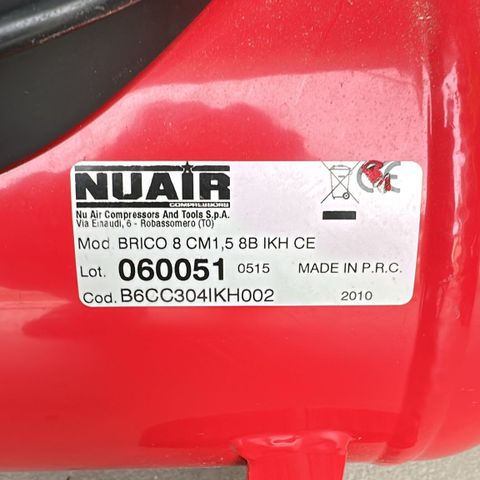 NUAIR
COMPRESSORS
Nu Air Compressors And Tools S.p.A.
Via Einaudi, 6 - Robassomero (TO)
Mod. BRICO 8 CM1,5 8B IKH CE
Lot. 060051 0515 MADE IN P.R.C.
Cod. B6CC304IKH002 2010